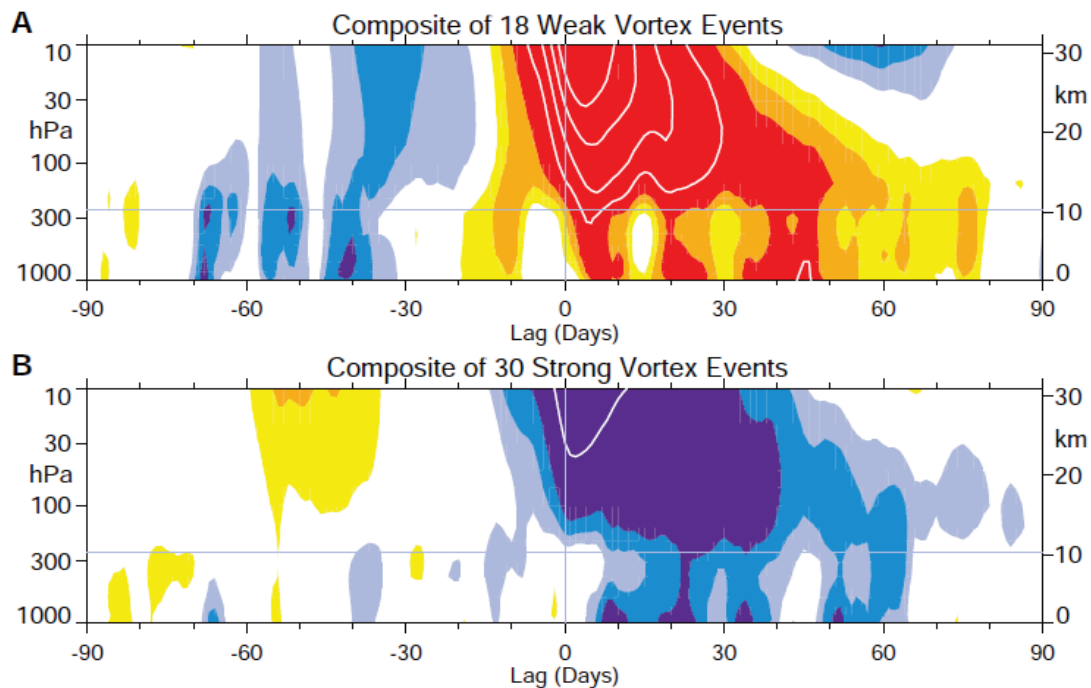 A
Composite of 18 Weak Vortex Events
10
30
hPa
100
300
1000
30
km
20
10
0
-90 -60 -30 0 30 60 90
Lag (Days)
B
Composite of 30 Strong Vortex Events
10
30
hPa
100
300
1000
30
km
20
10
0
-90 -60 -30 0 30 60 90
Lag (Days)